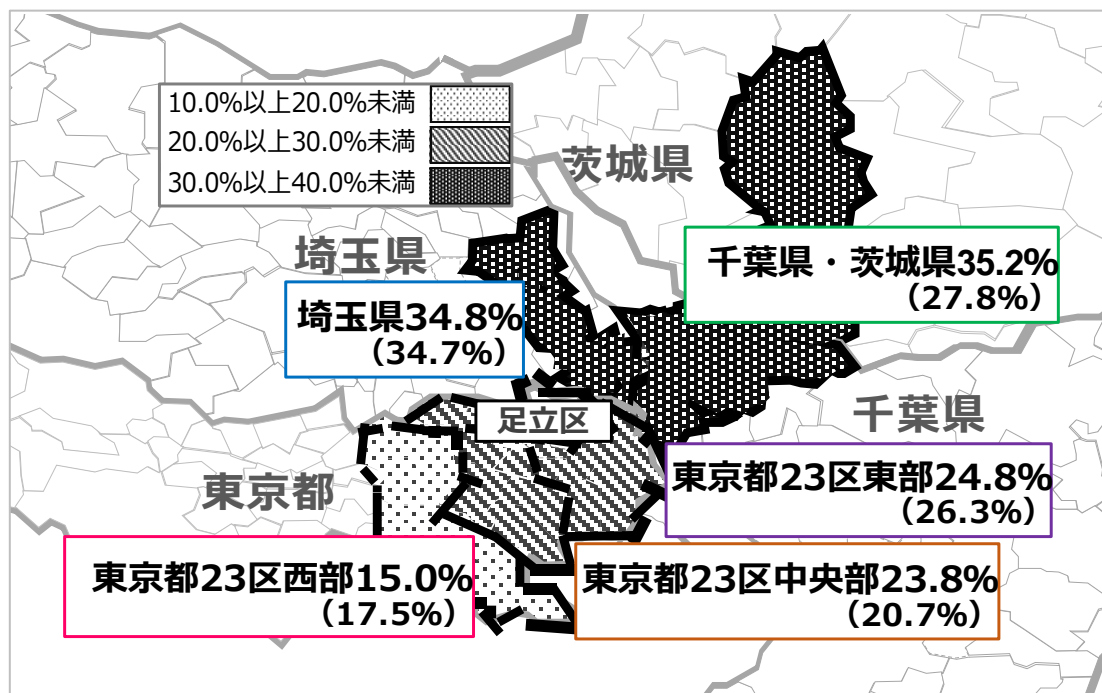 10.0%以上20.0%未満
20.0%以上30.0%未満
30.0%以上40.0%未満
茨城県
埼玉県
千葉県・茨城県35.2%
(27.8%)
埼玉県34.8%
(34.7%)
足立区
千葉県
東京都
東京都23区東部24.8%
(26.3%)
東京都23区西部15.0%
(17.5%)
東京都23区中央部23.8%
(20.7%)